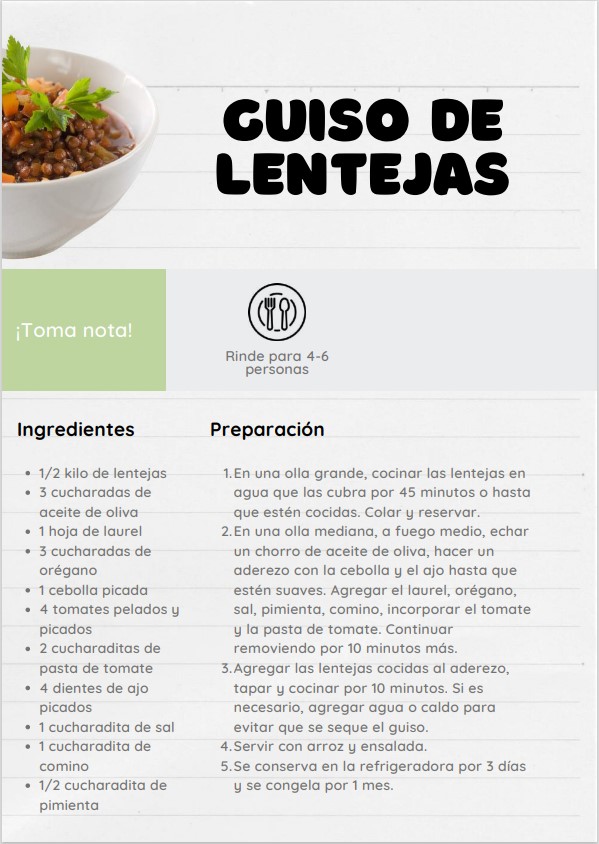 GUISO DE
LENTEJAS
¡Toma nota!
Rinde para 4-6
personas
Ingredientes
• 1/2 kilo de lentejas
• 3 cucharadas de
aceite de oliva
• 1 hoja de laurel
• 3 cucharadas de
orégano
• 1 cebolla picada
• 4 tomates pelados y
picados
• 2 cucharaditas de
pasta de tomate
• 4 dientes de ajo
picados
• 1 cucharadita de sal
• 1 cucharadita de
comino
• 1/2 cucharadita de
pimienta
Preparación
1. En una olla grande, cocinar las lentejas en
agua que las cubra por 45 minutos o hasta
que estén cocidas. Colar y reservar.
2. En una olla mediana, a fuego medio, echar
un chorro de aceite de oliva, hacer un
aderezo con la cebolla y el ajo hasta que
estén suaves. Agregar el laurel, orégano,
sal, pimienta, comino, incorporar el tomate
y la pasta de tomate. Continuar
removiendo por 10 minutos más.
3. Agregar las lentejas cocidas al aderezo,
tapar y cocinar por 10 minutos. Si es
necesario, agregar agua o caldo para
evitar que se seque el guiso.
4. Servir con arroz y ensalada.
5. Se conserva en la refrigeradora por 3 días
y se congela por 1 mes.